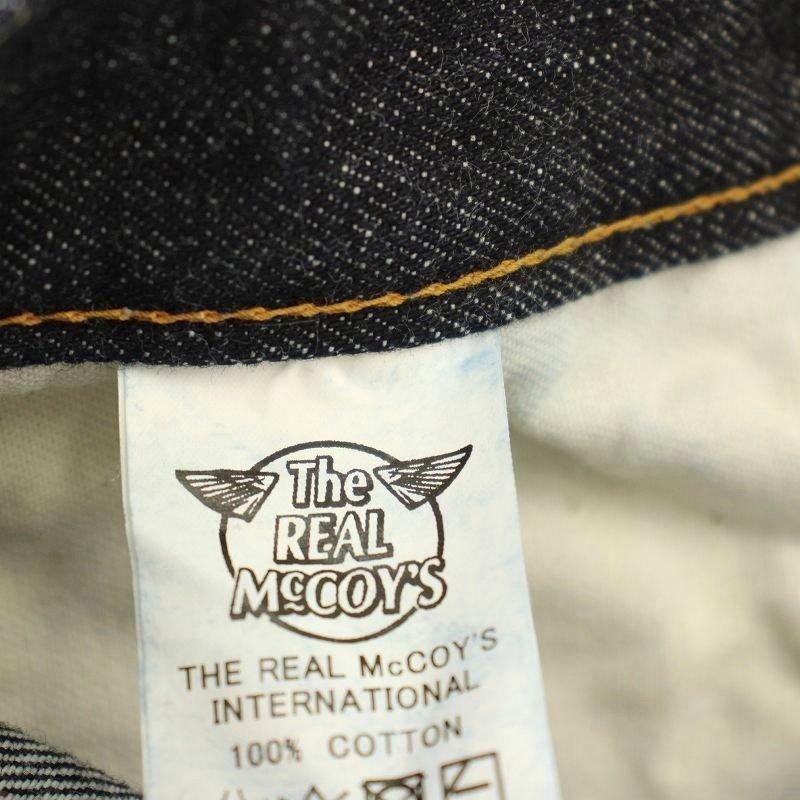 The
REAL
McCOY'S
THE REAL McCOY'S
INTERNATIONAL
100% COTTON